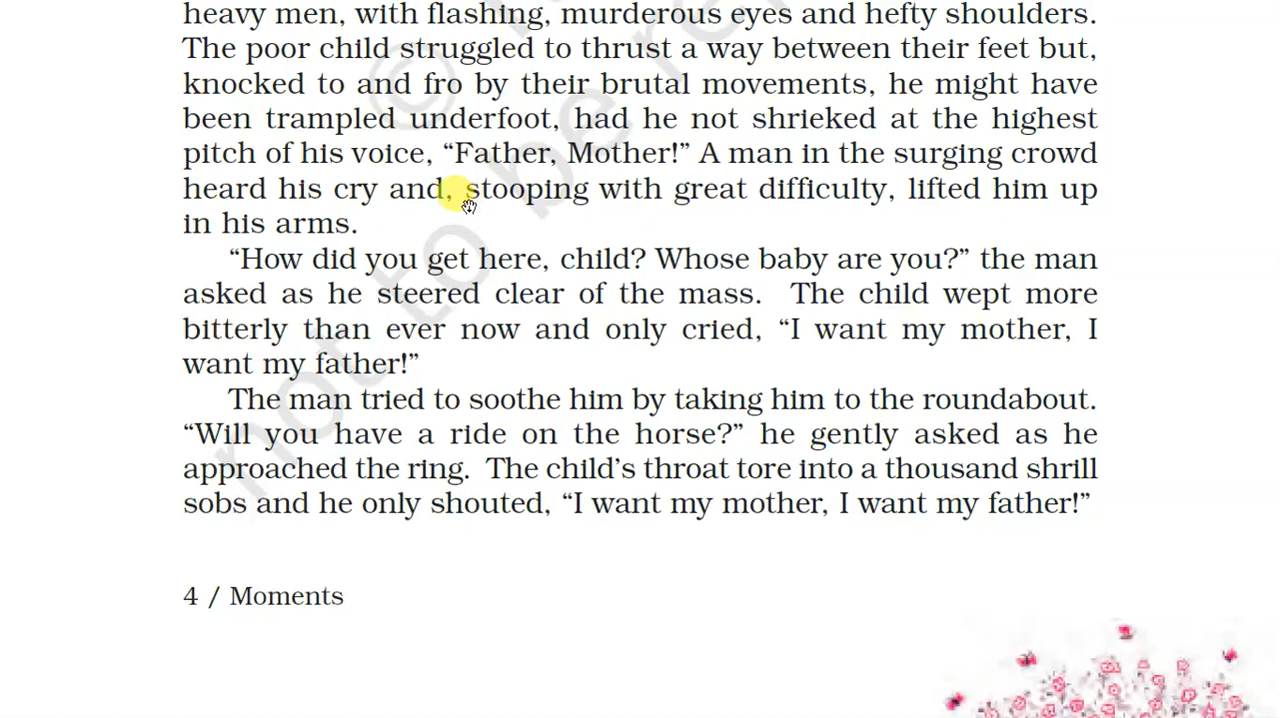 heavy men, with flashing, murderous eyes and hefty shoulders.
The poor child struggled to thrust a way between their feet but,
knocked to and fro by their brutal movements, he might have
been trampled underfoot, had he not shrieked at the highest
pitch of his voice, “Father, Mother!” A man in the surging crowd
heard his cry and, stooping with great difficulty, lifted him up
in his arms.
“How did you get here, child? Whose baby are you?” the man
asked as he steered clear of the mass. The child wept more
bitterly than ever now and only cried, “I want my mother, I
want my father!”
The man tried to soothe him by taking him to the roundabout.
“Will you have a ride on the horse?” he gently asked as he
approached the ring. The child’s throat tore into a thousand shrill
sobs and he only shouted, “I want my mother, I want my father!”
4 / Moments
©
not to be